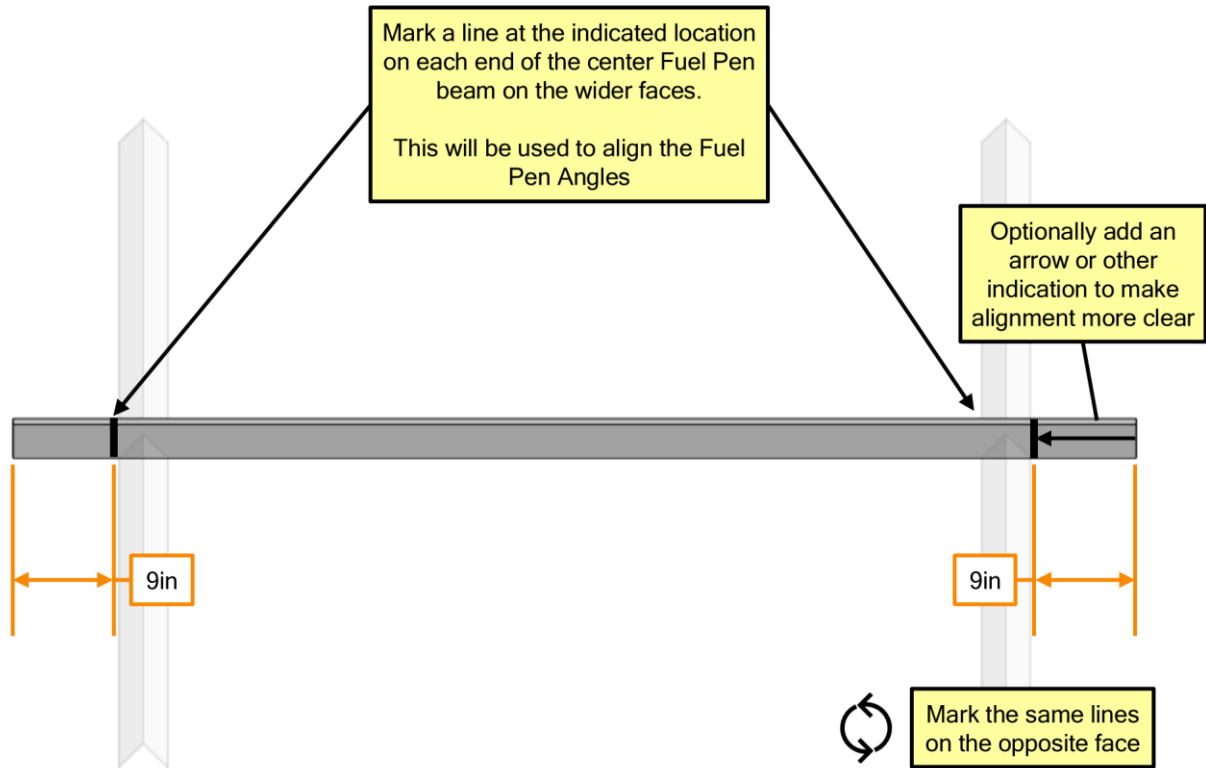 Mark a line at the indicated location
on each end of the center Fuel Pen
beam on the wider faces.
This will be used to align the Fuel
Pen Angles
Optionally add an
arrow or other
indication to make
alignment more clear
9in
9in
Mark the same lines
on the opposite face